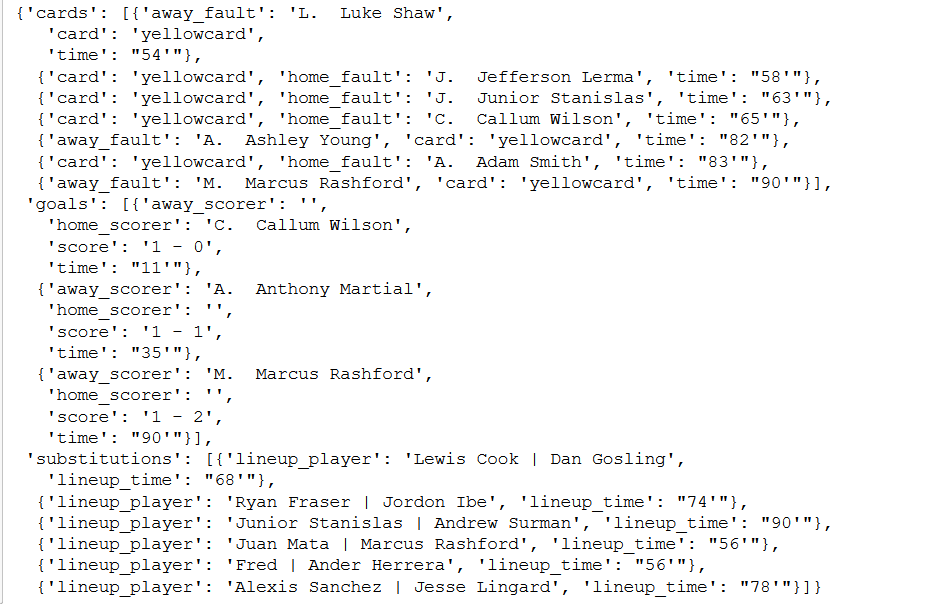 {'cards': [{'away_fault': 'L.  Luke Shaw',
   'card': 'yellowcard',
   'time': "54'"},
  {'card': 'yellowcard', 'home_fault': 'J.  Jefferson Lerma', 'time': "58'"},
  {'card': 'yellowcard', 'home_fault': 'J.  Junior Stanislas', 'time': "63'"},
  {'card': 'yellowcard', 'home_fault': 'C.  Callum Wilson', 'time': "65'"},
  {'away_fault': 'A.  Ashley Young', 'card': 'yellowcard', 'time': "82'"},
  {'card': 'yellowcard', 'home_fault': 'A.  Adam Smith', 'time': "83'"},
  {'away_fault': 'M.  Marcus Rashford', 'card': 'yellowcard', 'time': "90'"}],
 'goals': [{'away_scorer': '',
   'home_scorer': 'C.  Callum Wilson',
   'score': '1 - 0',
   'time': "11'"},
  {'away_scorer': 'A.  Anthony Martial',
   'home_scorer': '',
   'score': '1 - 1',
   'time': "35'"},
  {'away_scorer': 'M.  Marcus Rashford',
   'home_scorer': '',
   'score': '1 - 2',
   'time': "90'"}],
 'substitutions': [{'lineup_player': 'Lewis Cook | Dan Gosling',
   'lineup_time': "68'"},
  {'lineup_player': 'Ryan Fraser | Jordon Ibe', 'lineup_time': "74'"},
  {'lineup_player': 'Junior Stanislas | Andrew Surman', 'lineup_time': "90'"},
  {'lineup_player': 'Juan Mata | Marcus Rashford', 'lineup_time': "56'"},
  {'lineup_player': 'Fred | Ander Herrera', 'lineup_time': "56'"},
  {'lineup_player': 'Alexis Sanchez | Jesse Lingard', 'lineup_time': "78'"}]}